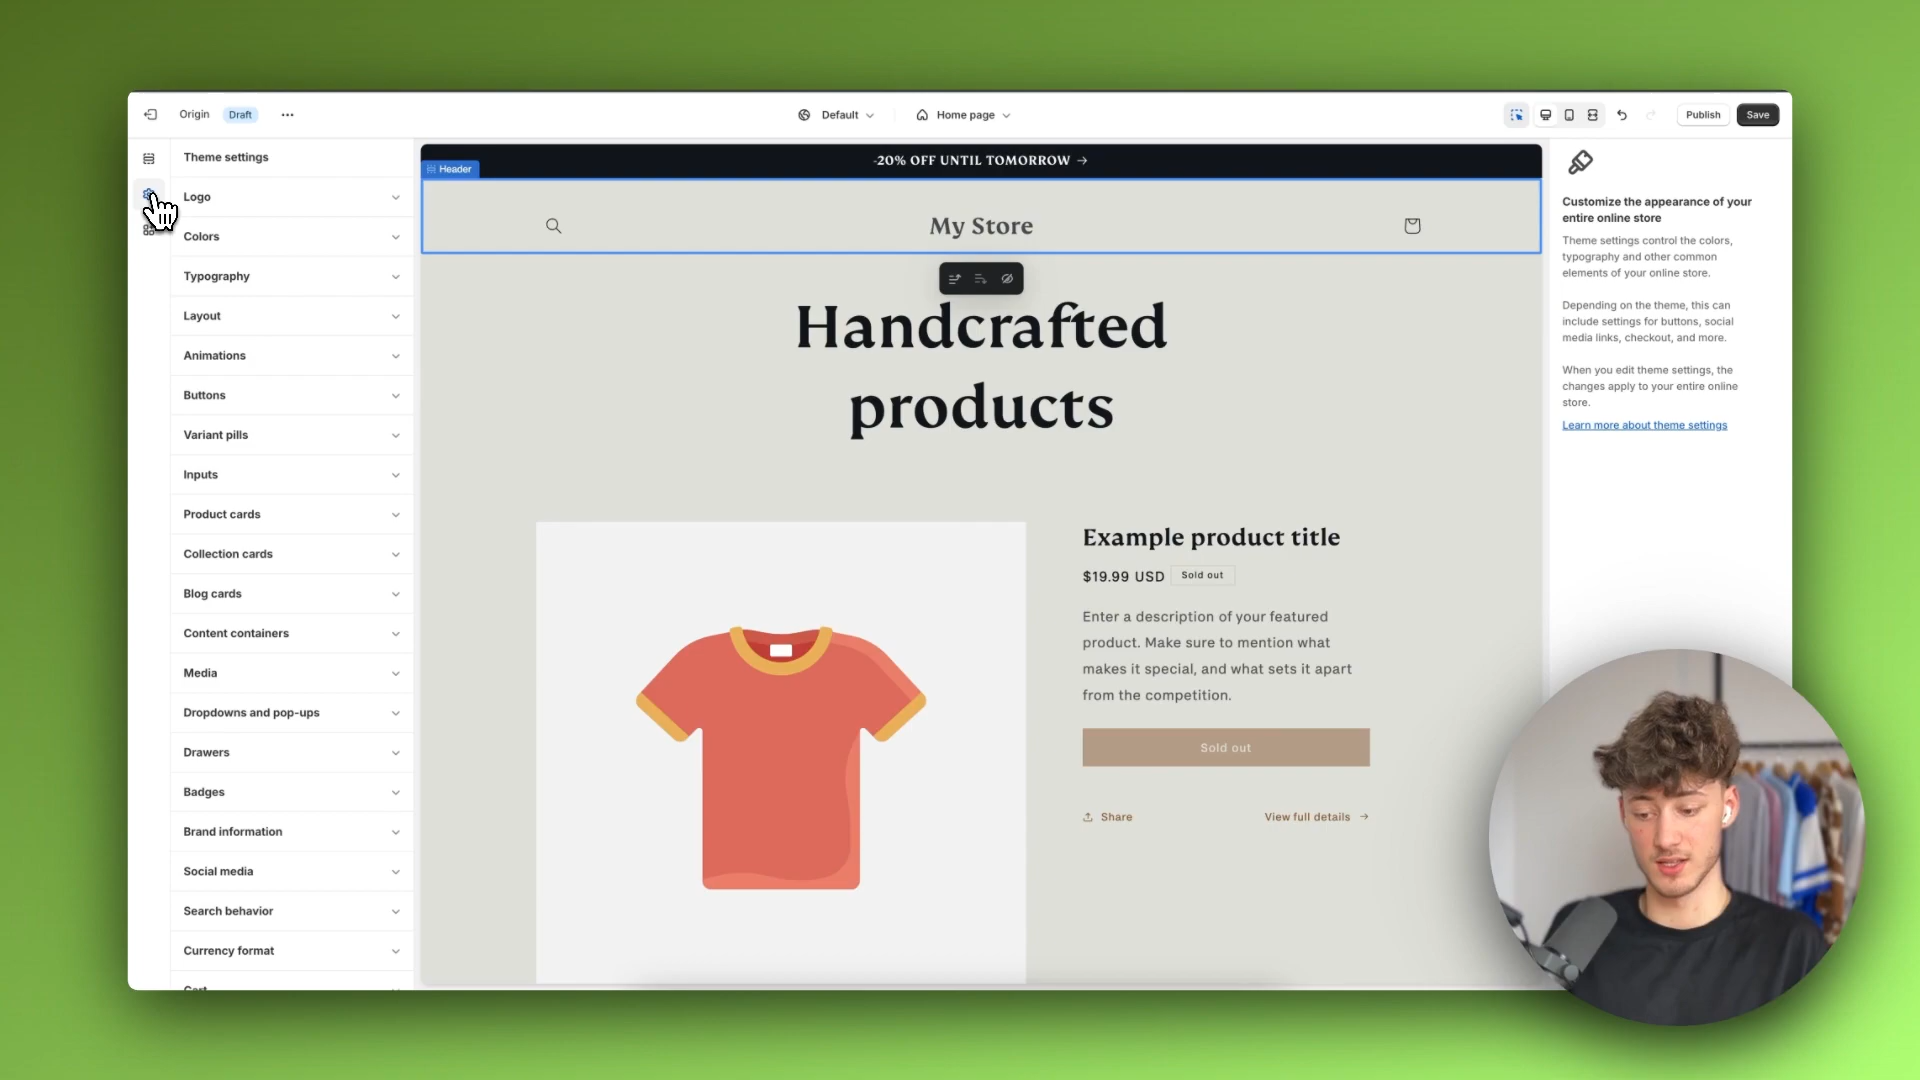 Origin
Draft
Default
Home page
Publish
Save
Theme settings
Logo
Colors
Typography
Layout
Animations
Buttons
Variant pills
Inputs
Product cards
Collection cards
Blog cards
Content containers
Media
Dropdowns and pop-ups
Drawers
Badges
Brand information
Social media
Search behavior
Currency format
Cart
-20% OFF UNTIL TOMORROW →
Header
My Store
Handcrafted
products
Example product title
$19.99 USD
Sold out
Enter a description of your featured
product. Make sure to mention what
makes it special, and what sets it apart
from the competition.
Sold out
Share
View full details →
Customize the appearance of your
entire online store
Theme settings control the colors,
typography and other common
elements of your online store.
Depending on the theme, this can
include settings for buttons, social
media links, checkout, and more.
When you edit theme settings, the
changes apply to your entire online
store.
Learn more about theme settings